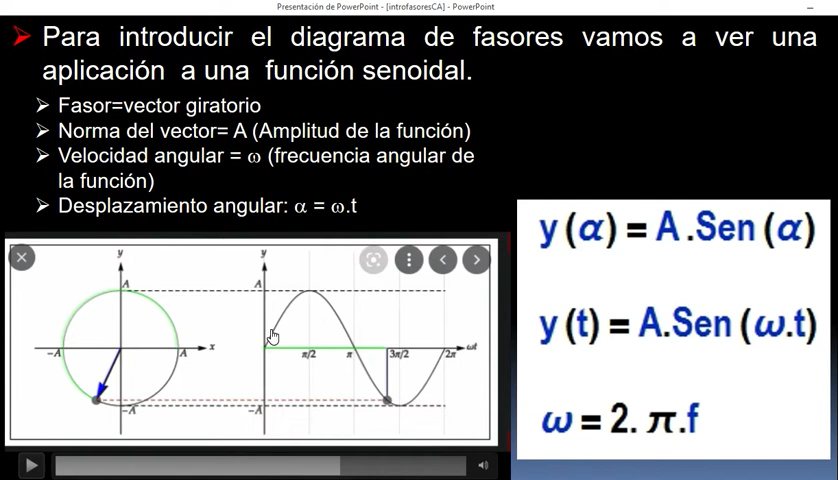 Presentación de PowerPoint - [introfasoresCA] - PowerPoint
Para introducir el diagrama de fasores vamos a ver una
aplicación a una función senoidal.
Fasor=vector giratorio
Norma del vector= A (Amplitud de la función)
Velocidad angular = ω (frecuencia angular de
la función)
Desplazamiento angular: α = ω.t
y (α) = A .Sen (α)
y (t) = A.Sen (ω.t)
ω = 2. π.f
y
A
-A
A
x
-A
y
A
π/2
π
3π/2
2π
ωt
-A